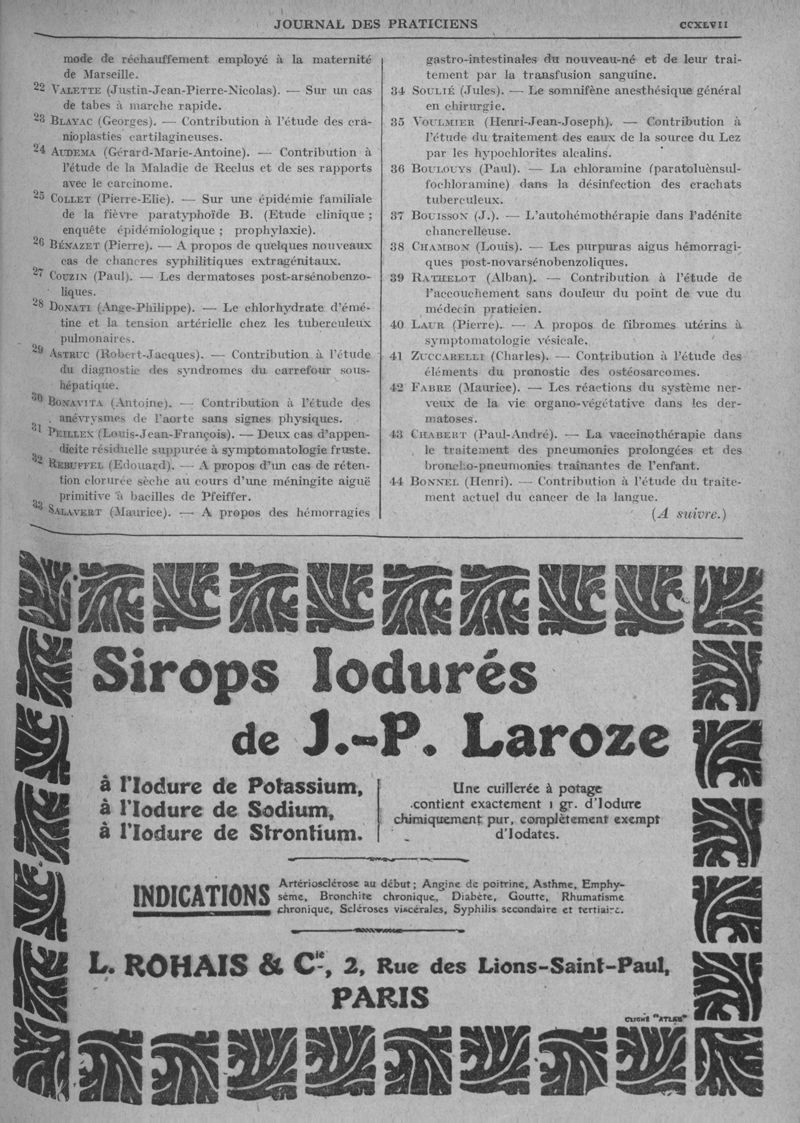 JOURNAL DES PRATICIENS
CCXLVII
mode de réchauffement employé à la maternité
de Marseille.
22 VALETTE (Justin-Jean-Pierre-Nicolas). — Sur un cas
de tabes à marche rapide.
23 BLAYAC (Georges). — Contribution à l'étude des cra-
nioplasties cartilagineuses.
24 AUDEMA (Gérard-Marie-Antoine). — Contribution à
l'étude de la Maladie de Reclus et de ses rapports
avec le carcinome.
25 COLLET (Pierre-Elie). — Sur une épidémie familiale
de la fièvre paratyphoïde B. (Etude clinique ;
enquête épidémiologique ; prophylaxie).
26 BÉNAZET (Pierre). — A propos de quelques nouveaux
cas de chancres syphilitiques extragénitaux.
27 COUZIN (Paul). — Les dermatoses post-arsénobenzo-
liques.
28 DONATI (Ange-Philippe). — Le chlorhydrate d'émé-
tine et la tension artérielle chez les tuberculeux
pulmonaires.
29 ASTRUC (Robert-Jacques). — Contribution à l'étude
du diagnostic des syndromes du carrefour sous-
hépatique.
30 BONAVITA (Antoine). — Contribution à l'étude des
anévrysmes de l'aorte sans signes physiques.
31 PEILLEX (Louis-Jean-François). — Deux cas d'appen-
dicite résiduelle suppurée à symptomatologie fruste.
32 REBUFFEL (Edouard). — A propos d'un cas de réten-
tion clorurée sèche au cours d'une méningite aiguë
primitive à bacilles de Pfeiffer.
33 SALAVERT (Maurice). — A propos des hémorragies
gastro-intestinales du nouveau-né et de leur trai-
tement par la transfusion sanguine.
34 SOULIÉ (Jules). — Le somnifène anesthésique général
en chirurgie.
35 VOULMIER (Henri-Jean-Joseph). — Contribution à
l'étude du traitement des eaux de la source du Lez
par les hypochlorites alcalins.
36 BOULOUYS (Paul). — La chloramine (paratoluènsul-
fochloramine) dans la désinfection des crachats
tuberculeux.
37 BOUISSON (J.). — L'autohémothérapie dans l'adénite
chancrelleuse.
38 CHAMBON (Louis). — Les purpuras aigus hémorragi-
ques post-novarsénobenzoliques.
39 RATHELOT (Alban). — Contribution à l'étude de
l'accouchement sans douleur du point de vue du
médecin praticien.
40 LAUR (Pierre). — A propos de fibromes utérins à
symptomatologie vésicale.
41 ZUCCARELLI (Charles). — Contribution à l'étude des
éléments du pronostic des ostéosarcomes.
42 FABRE (Maurice). — Les réactions du système ner-
veux de la vie organo-végétative dans les der-
matoses.
43 CHABERT (Paul-André). — La vaccinothérapie dans
le traitement des pneumonies prolongées et des
broncho-pneumonies traînantes de l'enfant.
44 BONNEL (Henri). — Contribution à l'étude du traite-
ment actuel du cancer de la langue.
(A suivre.)
Sirops Iodurés
de J.-P. Laroze
à l'Iodure de Potassium,
à l'Iodure de Sodium,
à l'Iodure de Strontium.
Une cuillerée à potage
contient exactement 1 gr. d'Iodure
chimiquement pur, complètement exempt
d'Iodates.
INDICATIONS
Artériosclérose au début ; Angine de poitrine, Asthme, Emphy-
sème, Bronchite chronique, Diabète, Goutte, Rhumatisme
chronique, Scléroses viscérales, Syphilis secondaire et tertiaire.
L. ROHAIS & Cie, 2, Rue des Lions-Saint-Paul,
PARIS
CLICHÉ "ATLAS"